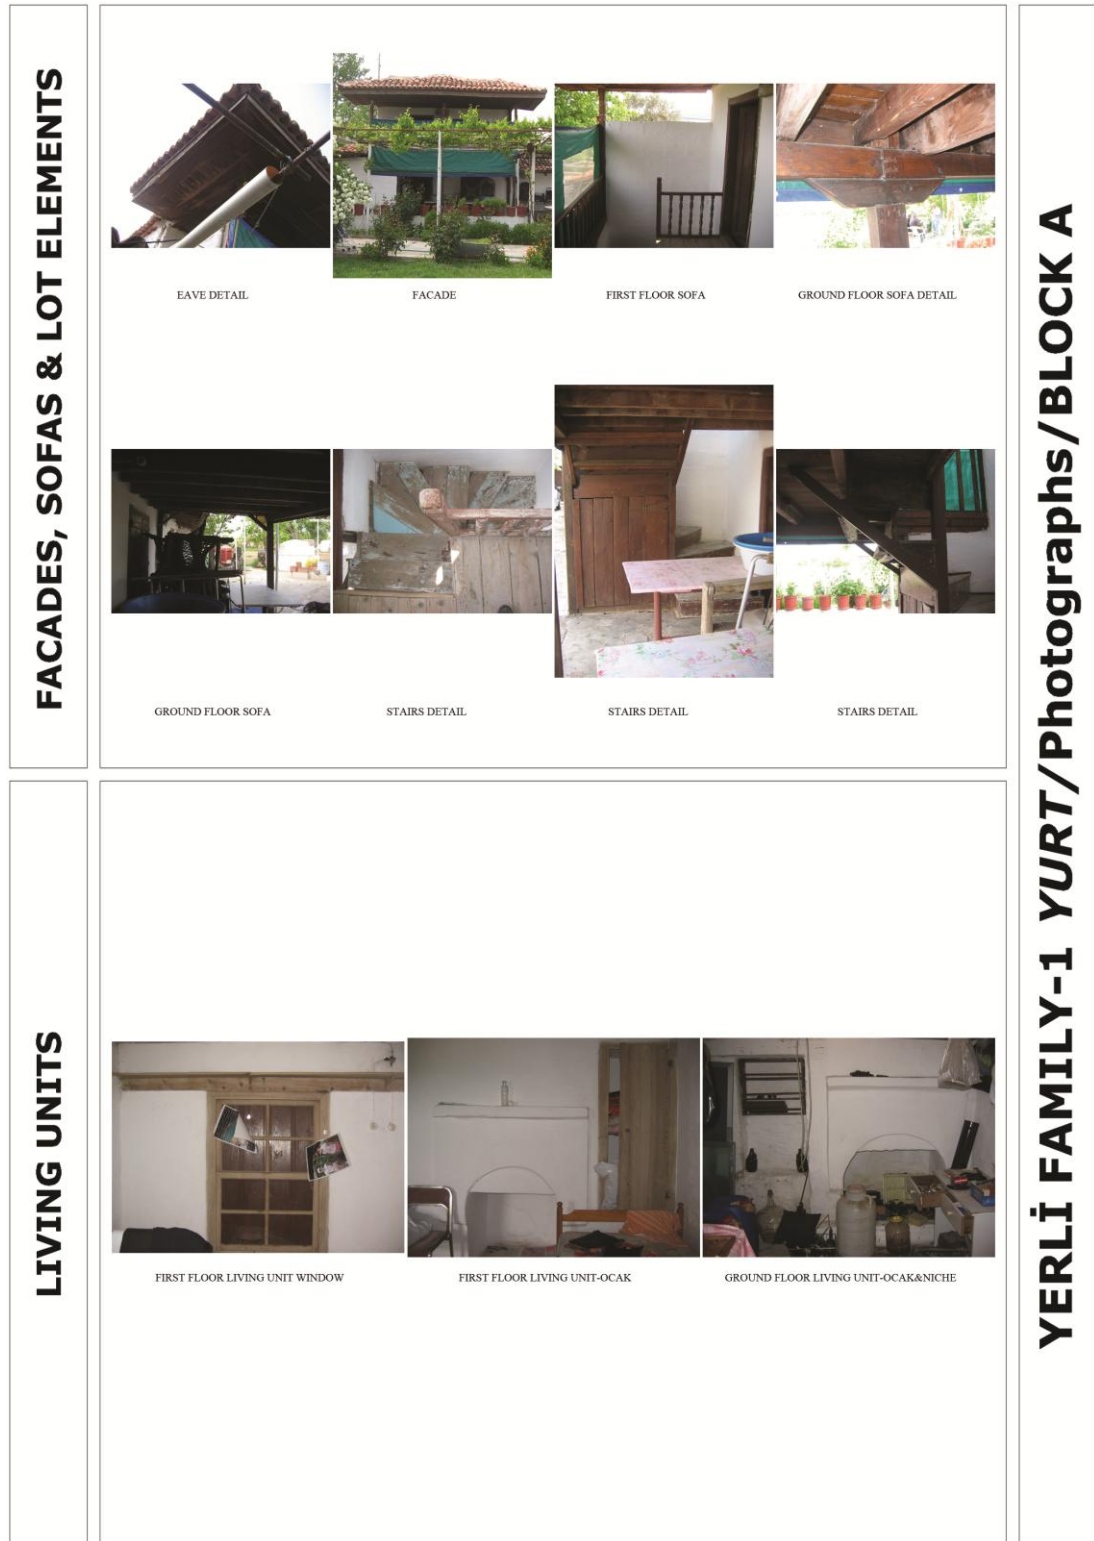 FACADES, SOFAS & LOT ELEMENTS
EAVE DETAIL
FACADE
FIRST FLOOR SOFA
GROUND FLOOR SOFA DETAIL
GROUND FLOOR SOFA
STAIRS DETAIL
STAIRS DETAIL
STAIRS DETAIL
LIVING UNITS
FIRST FLOOR LIVING UNIT WINDOW
FIRST FLOOR LIVING UNIT-OCAK
GROUND FLOOR LIVING UNIT-OCAK&NICHE
YERLİ FAMILY-1 YURT/Photographs/BLOCK A